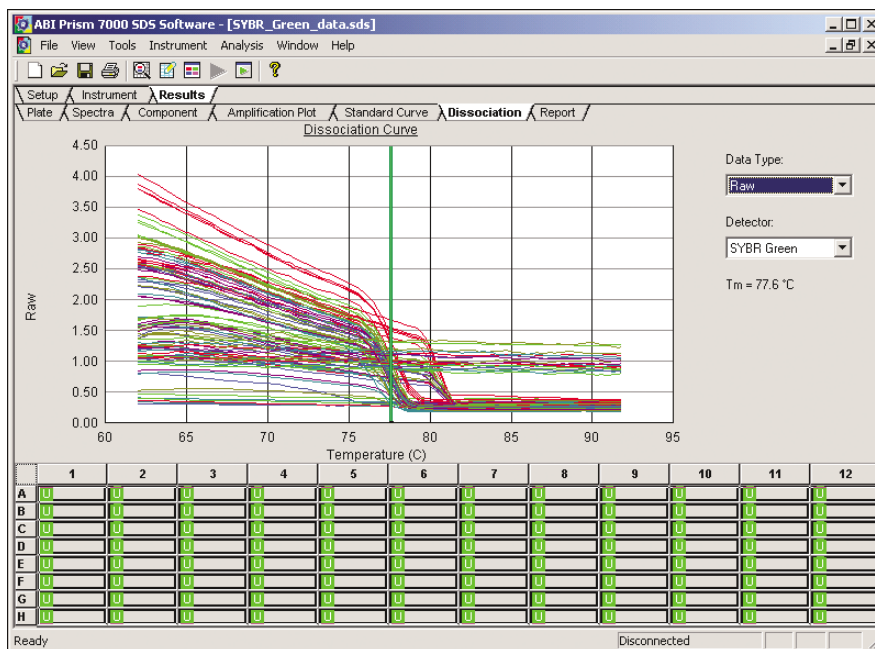 ABI Prism 7000 SDS Software - [SYBR_Green_data.sds]
File View Tools Instrument Analysis Window Help
Setup Instrument Results
Plate Spectra Component Amplification Plot Standard Curve Dissociation Report
Dissociation Curve
Raw
4.50
4.00
3.50
3.00
2.50
2.00
1.50
1.00
0.50
0.00
60 65 70 75 80 85 90 95
Temperature (C)
Data Type:
Raw
Detector:
SYBR Green
Tm = 77.6 °C
1 2 3 4 5 6 7 8 9 10 11 12
A U U U U U U U U U U U U
B U U U U U U U U U U U U
C U U U U U U U U U U U U
D U U U U U U U U U U U U
E U U U U U U U U U U U U
F U U U U U U U U U U U U
G U U U U U U U U U U U U
H U U U U U U U U U U U U
Ready Disconnected